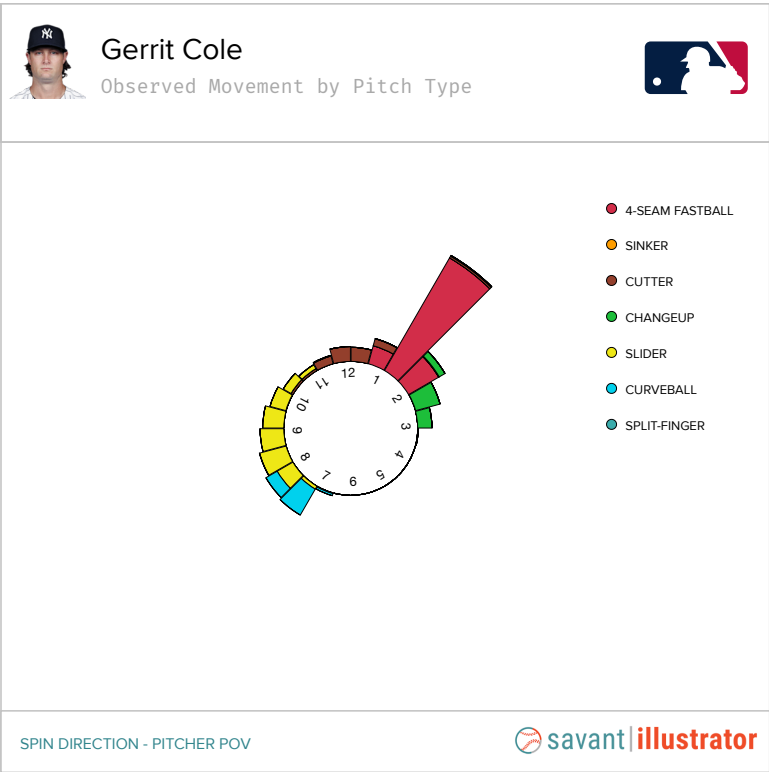 Gerrit Cole
Observed Movement by Pitch Type
4-SEAM FASTBALL
SINKER
CUTTER
CHANGEUP
SLIDER
CURVEBALL
SPLIT-FINGER
12
1
2
3
4
5
6
7
8
9
10
11
SPIN DIRECTION - PITCHER POV
savant|illustrator